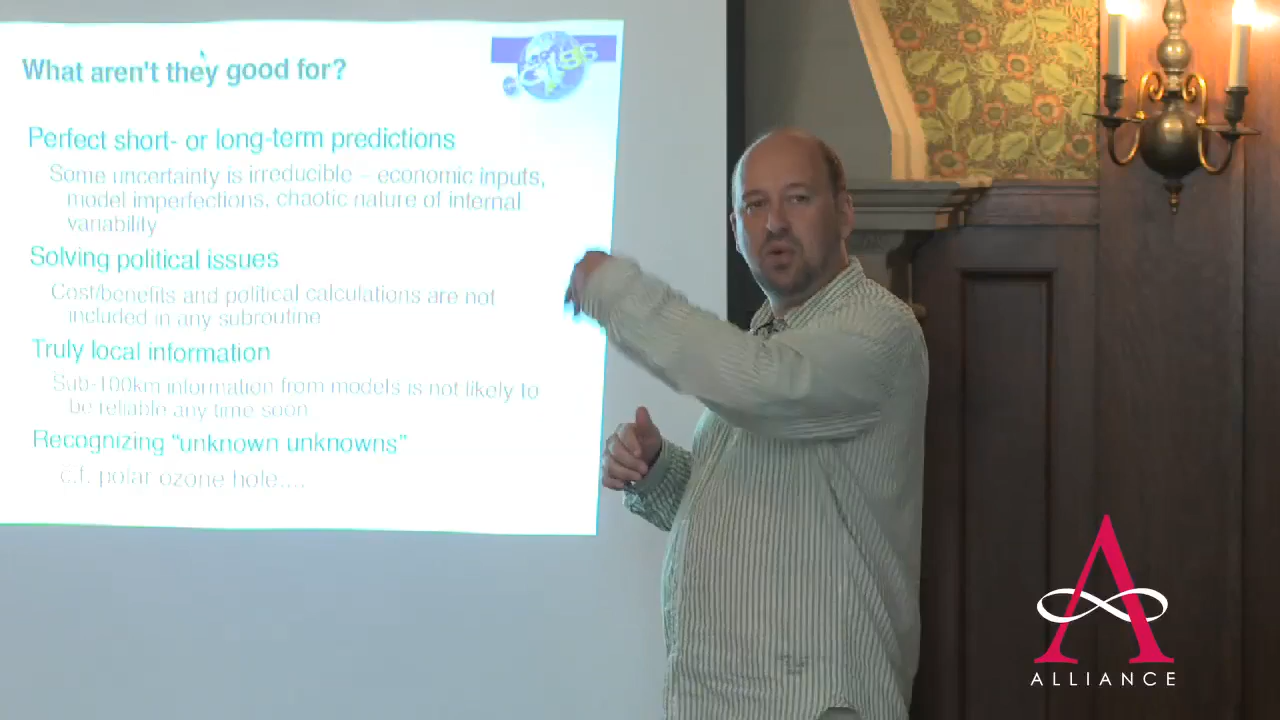 What aren't they good for?
Perfect short- or long-term predictions
Some uncertainty is irreducible – economic inputs,
model imperfections, chaotic nature of internal
variability
Solving political issues
Cost/benefits and political calculations are not
included in any subroutine
Truly local information
Sub-100km information from models is not likely to
be reliable any time soon
Recognizing “unknown unknowns”
c.f. polar ozone hole....
A
ALLIANCE